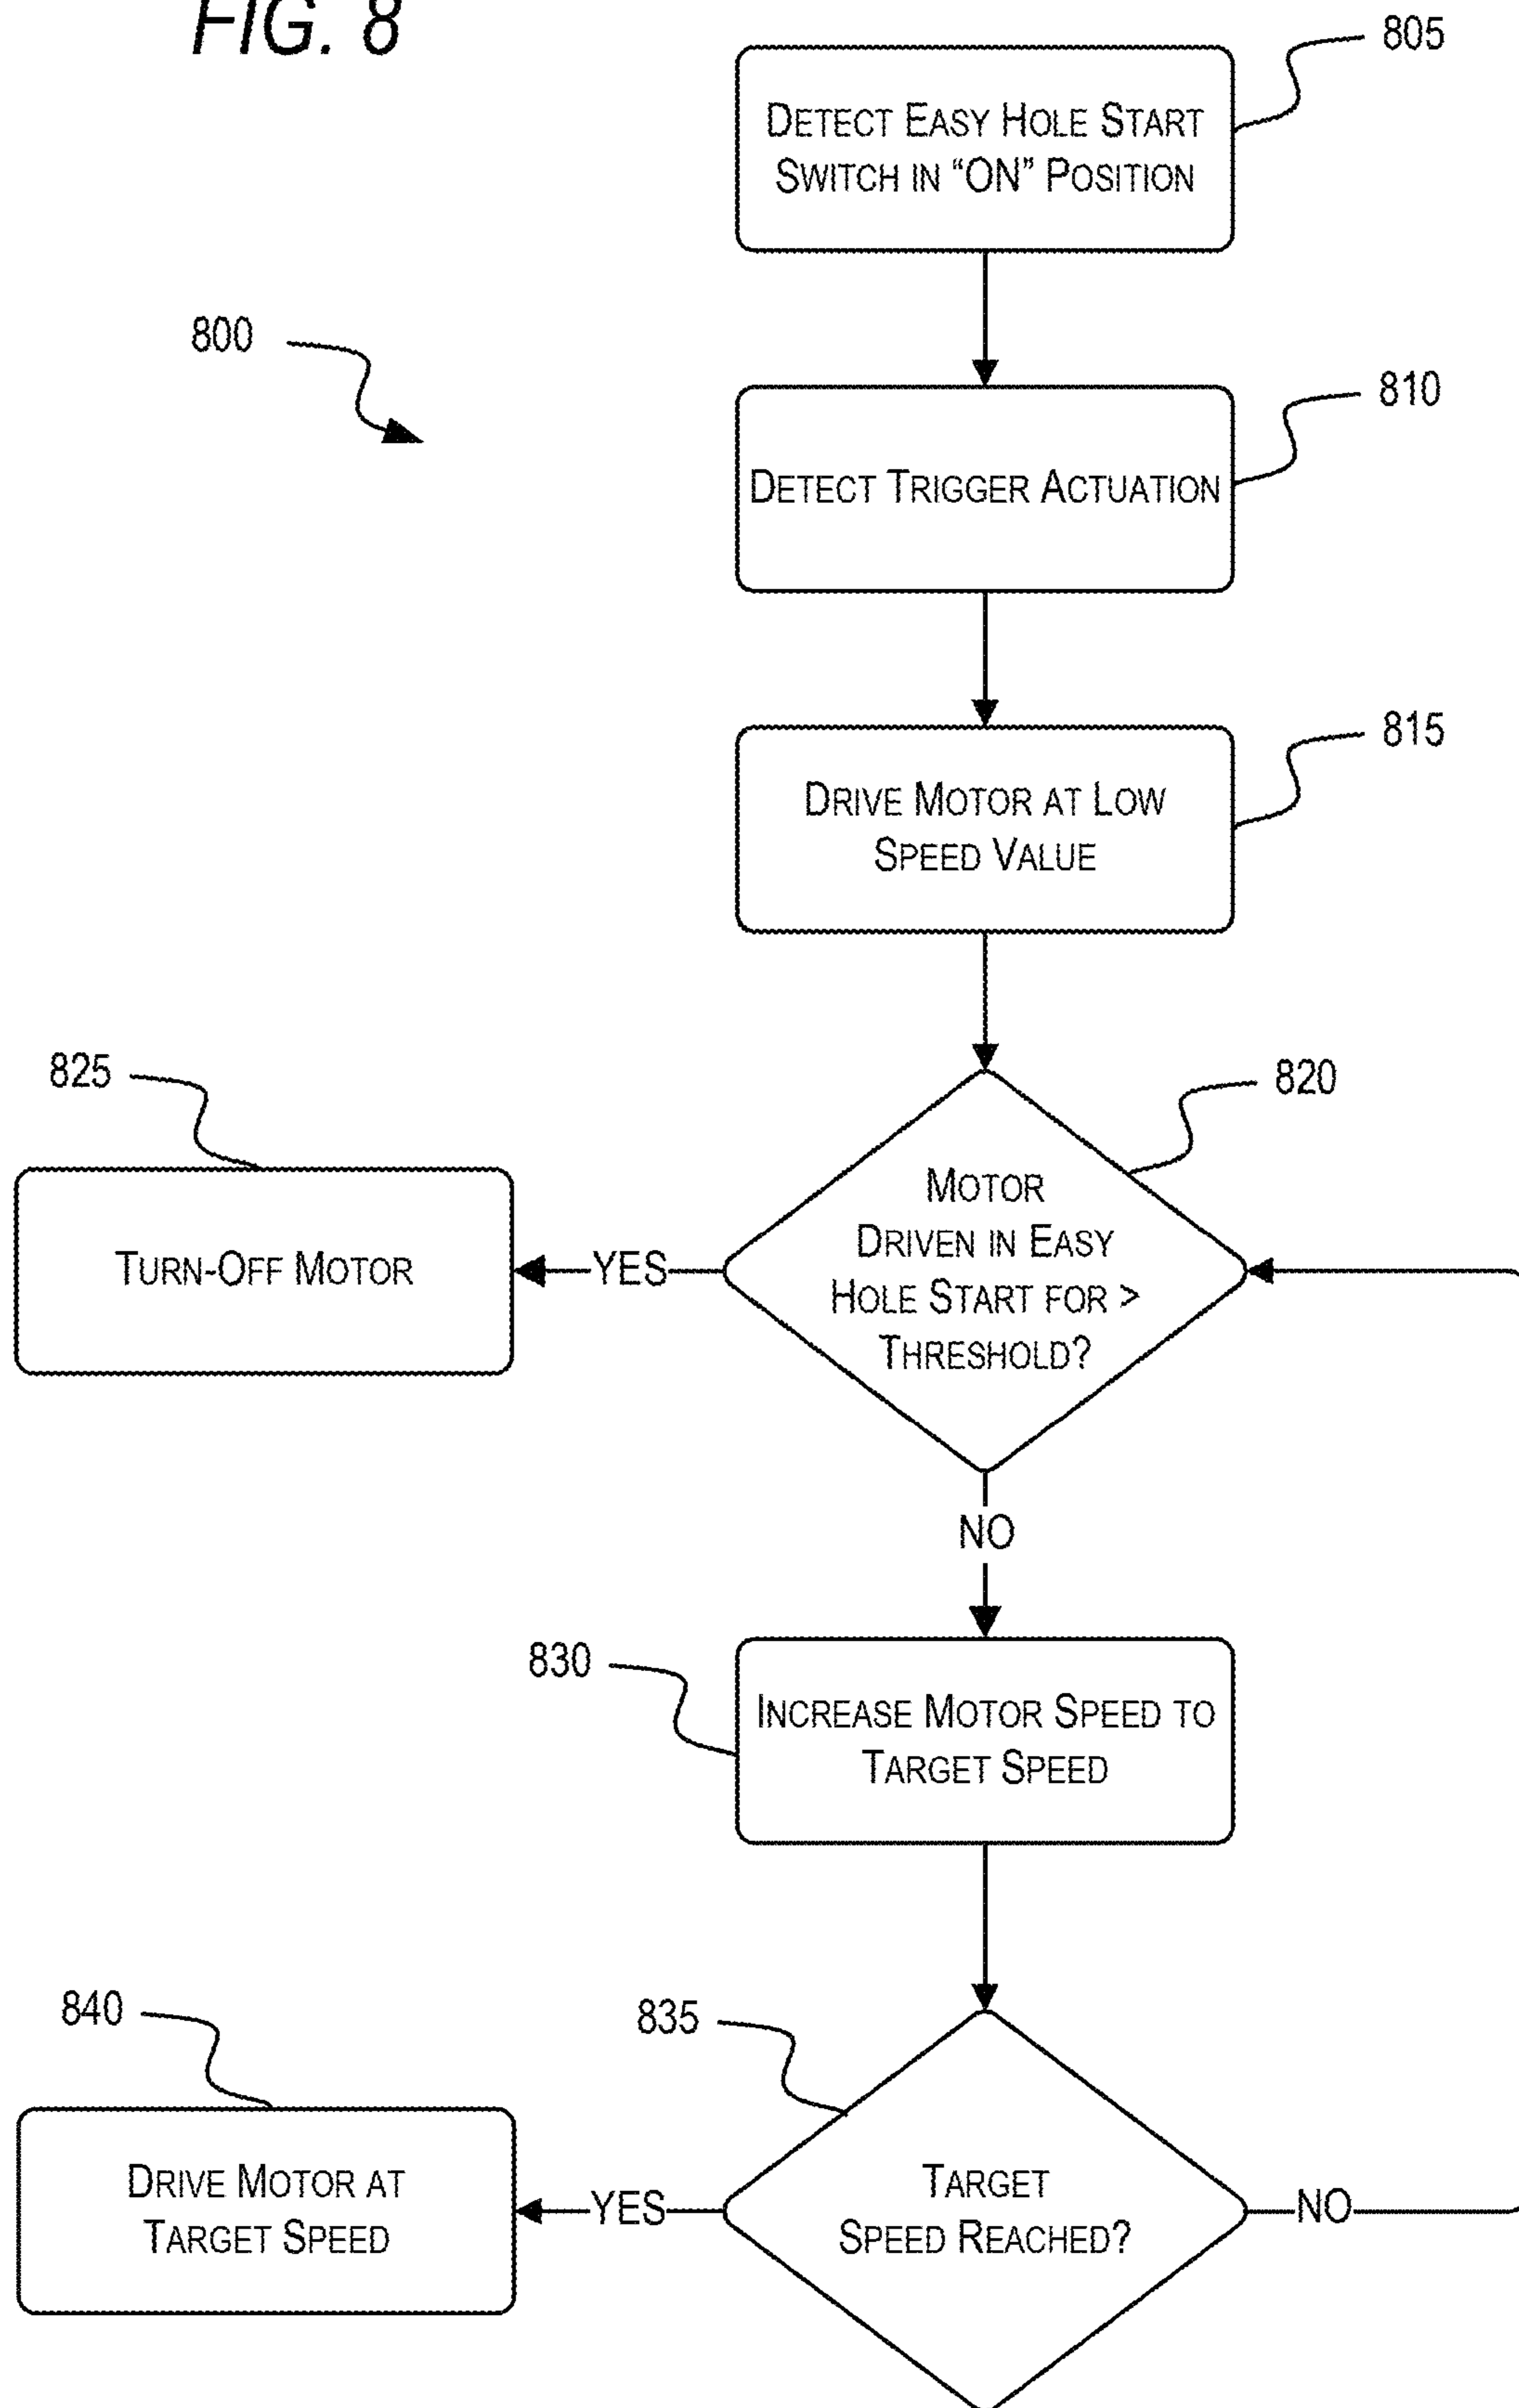 FIG. 8
805
DETECT EASY HOLE START
SWITCH IN “ON” POSITION
800
810
DETECT TRIGGER ACTUATION
815
DRIVE MOTOR AT LOW
SPEED VALUE
825
820
TURN-OFF MOTOR
YES
MOTOR
DRIVEN IN EASY
HOLE START FOR >
THRESHOLD?
NO
830
INCREASE MOTOR SPEED TO
TARGET SPEED
840
835
DRIVE MOTOR AT
TARGET SPEED
YES
TARGET
SPEED REACHED?
NO